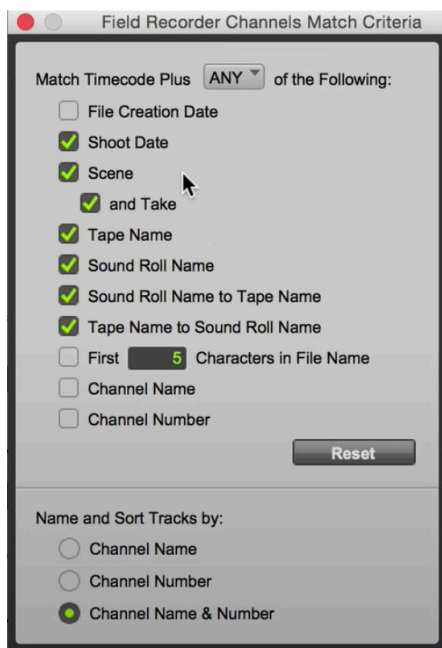 Field Recorder Channels Match Criteria
Match Timecode Plus ANY of the Following:
File Creation Date
Shoot Date
Scene
and Take
Tape Name
Sound Roll Name
Sound Roll Name to Tape Name
Tape Name to Sound Roll Name
First 5 Characters in File Name
Channel Name
Channel Number
Reset
Name and Sort Tracks by:
Channel Name
Channel Number
Channel Name & Number